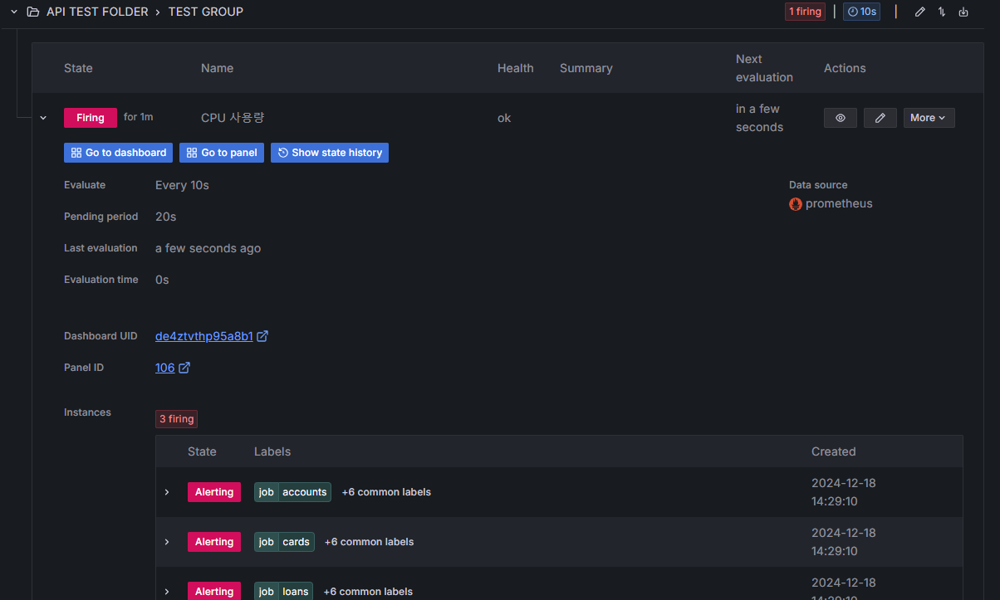 API TEST FOLDER > TEST GROUP 1 firing | 10s |
State Name Health Summary Next evaluation Actions
Firing for 1m CPU 사용량 ok in a few seconds More
Go to dashboard Go to panel Show state history
Evaluate Every 10s Data source
prometheus
Pending period 20s
Last evaluation a few seconds ago
Evaluation time 0s
Dashboard UID de4ztvthp95a8b1
Panel ID 106
Instances 3 firing
State Labels Created
Alerting job accounts +6 common labels 2024-12-18
14:29:10
Alerting job cards +6 common labels 2024-12-18
14:29:10
Alerting job loans +6 common labels 2024-12-18